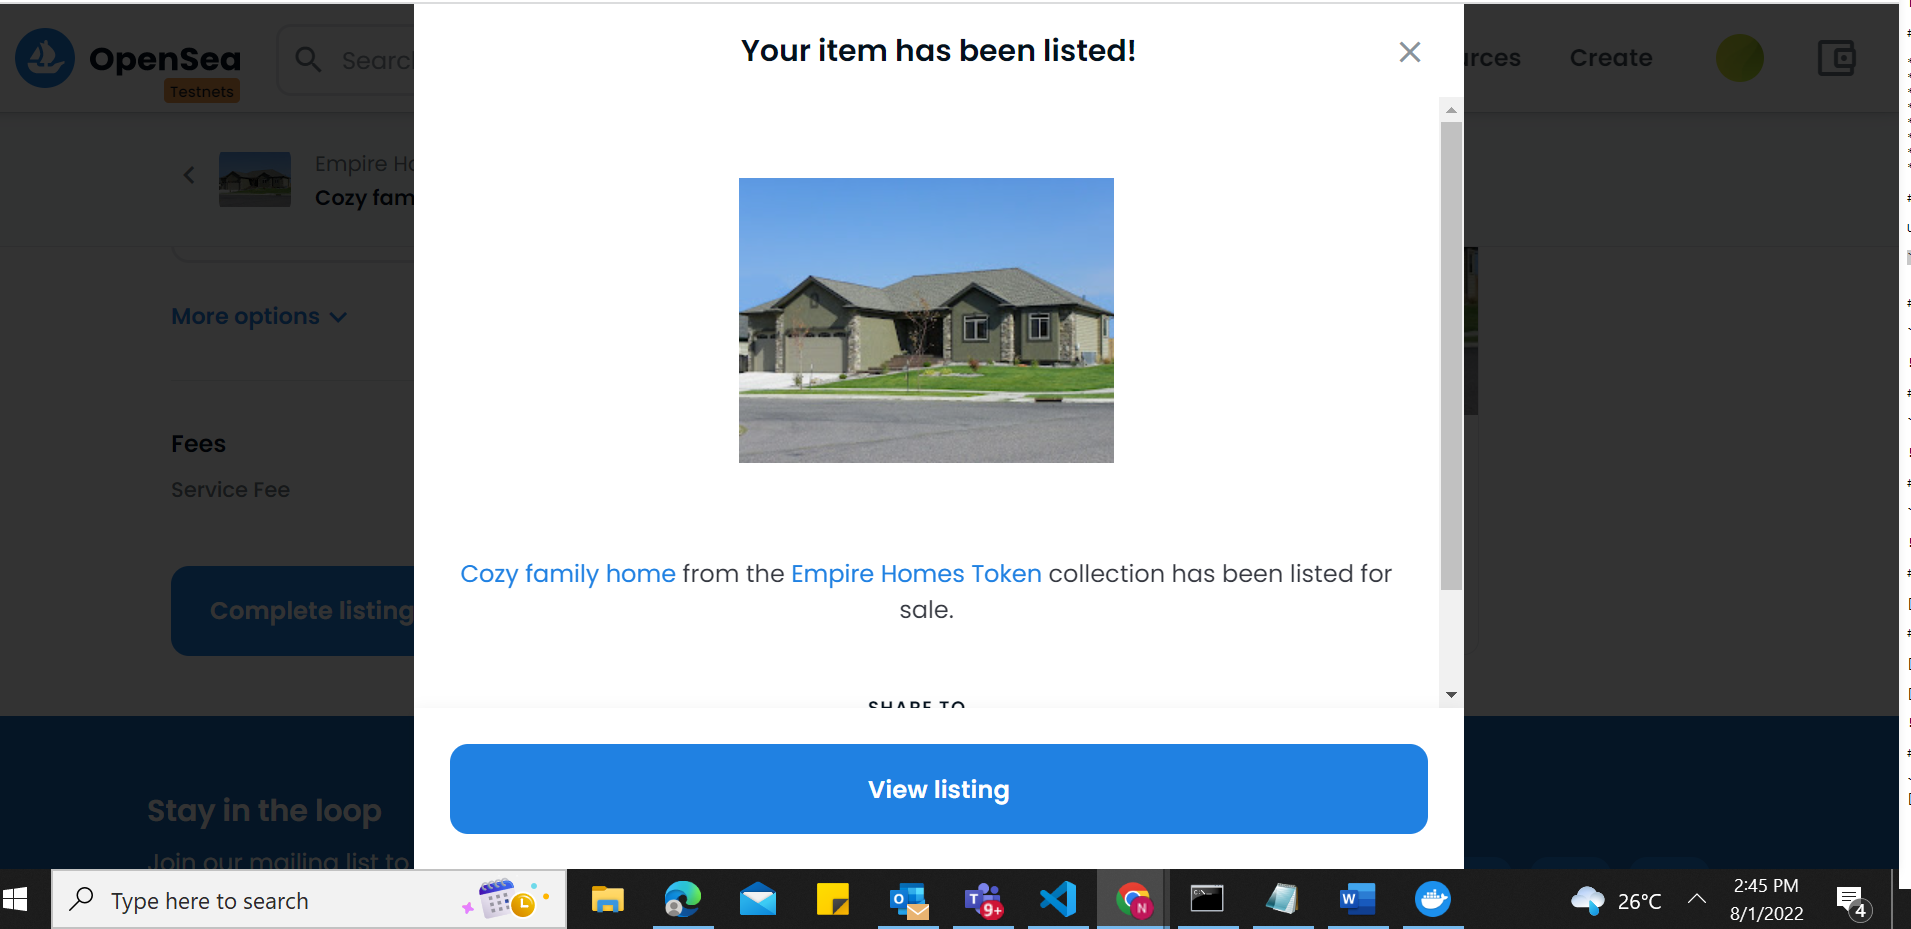 Your item has been listed!
OpenSea
Testnets
Searc
urces
Create
Empire Ho
Cozy fam
More options
Fees
Service Fee
Complete listing
Cozy family home from the Empire Homes Token collection has been listed for
sale.
SHARE TO
View listing
Stay in the loop
Join our mailing list to
Type here to search
9+
N
26°C
2:45 PM
8/1/2022
4